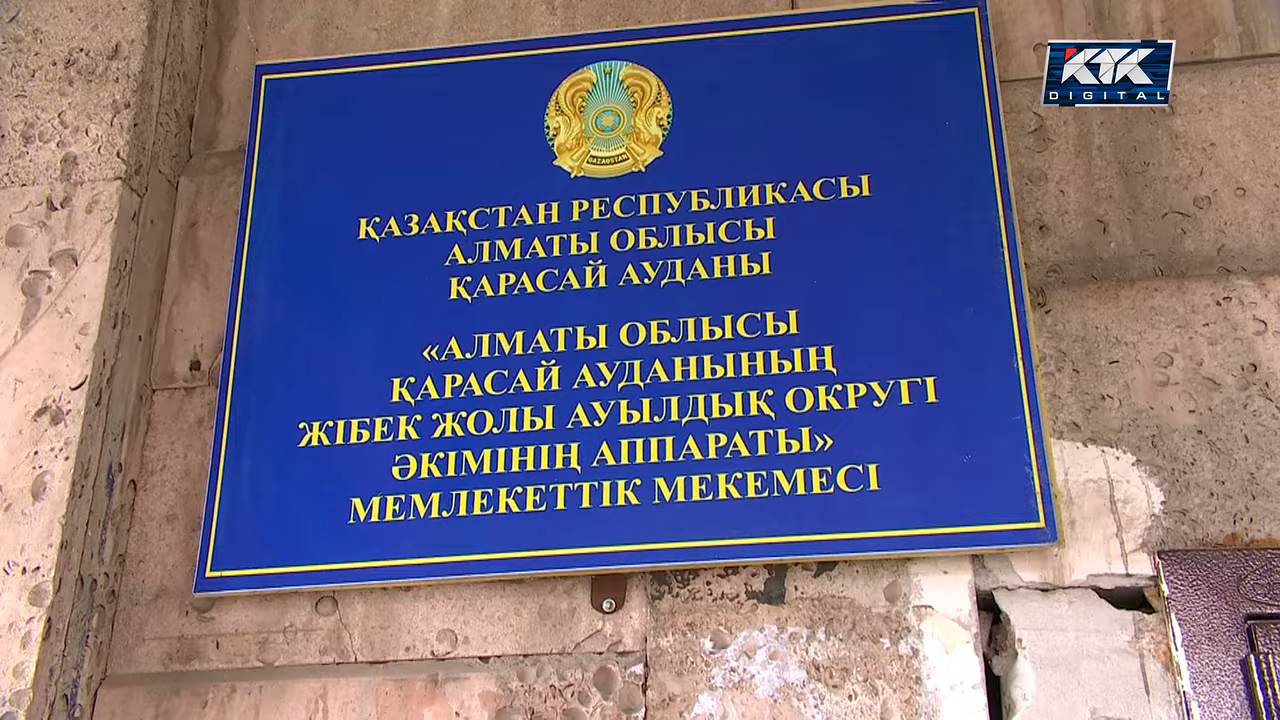 KTK
DIGITAL
QAZAQSTAN
ҚАЗАҚСТАН РЕСПУБЛИКАСЫ
АЛМАТЫ ОБЛЫСЫ
ҚАРАСАЙ АУДАНЫ
«АЛМАТЫ ОБЛЫСЫ
ҚАРАСАЙ АУДАНЫНЫҢ
ЖІБЕК ЖОЛЫ АУЫЛДЫҚ ОКРУГІ
ӘКІМІНІҢ АППАРАТЫ»
МЕМЛЕКЕТТІК МЕКЕМЕСІ